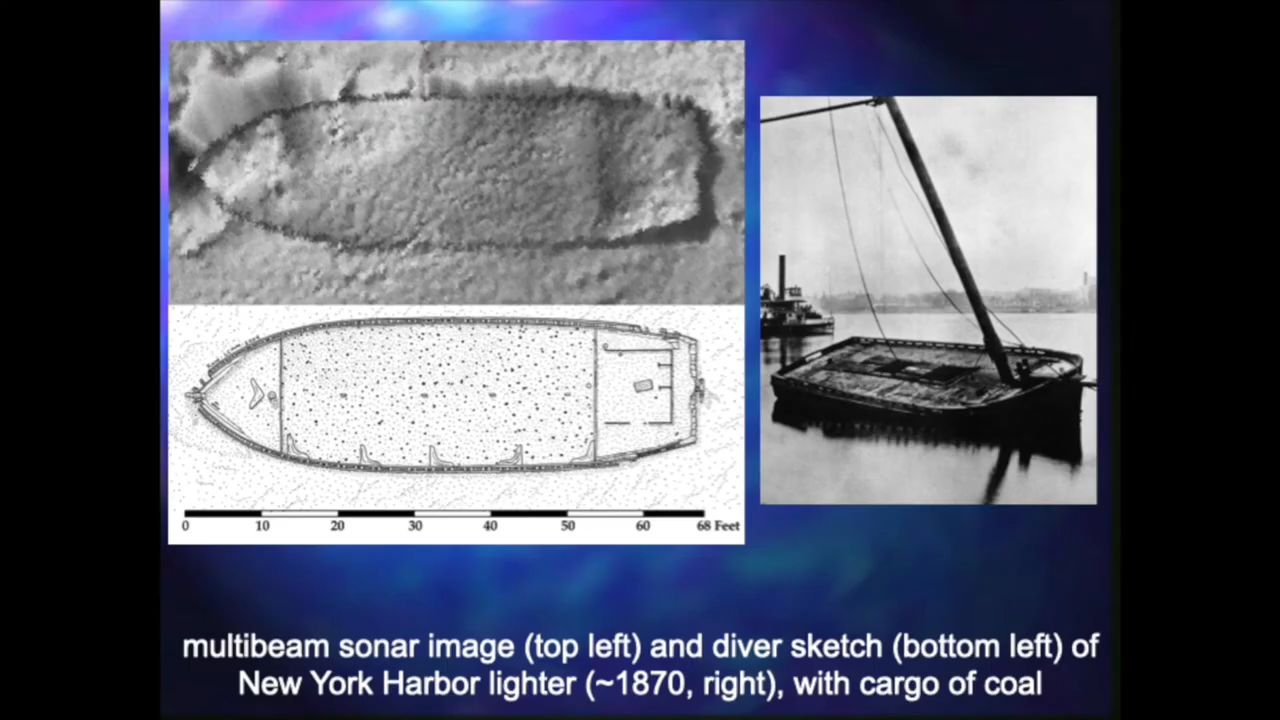 0 10 20 30 40 50 60 68 Feet
multibeam sonar image (top left) and diver sketch (bottom left) of
New York Harbor lighter (~1870, right), with cargo of coal